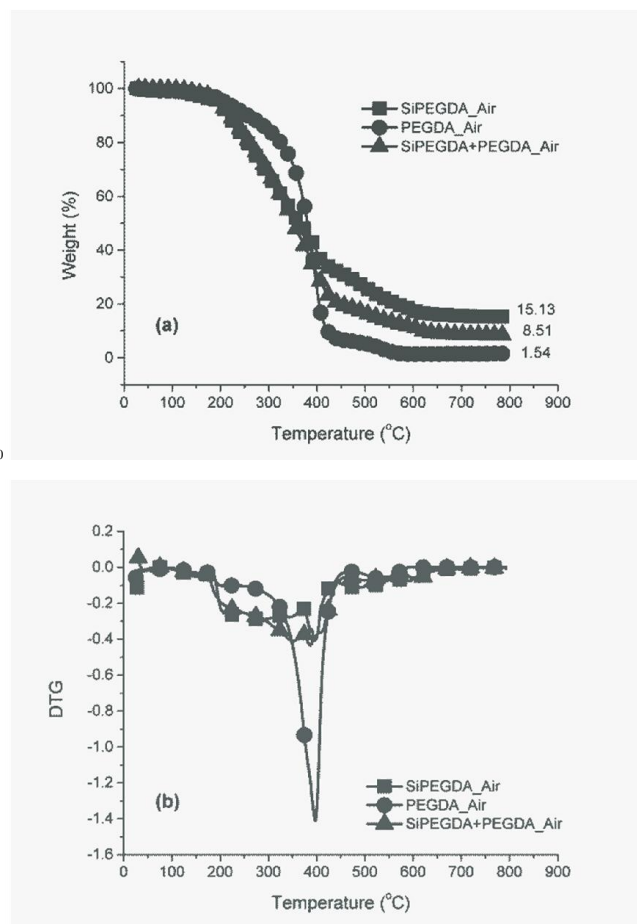 SiPEGDA_Air
PEGDA_Air
SiPEGDA+PEGDA_Air
100
80
60
40
20
0
Weight (%)
(a)
15.13
8.51
1.54
0 100 200 300 400 500 600 700 800 900
Temperature (°C)
0.2
0.0
-0.2
-0.4
-0.6
-0.8
-1.0
-1.2
-1.4
-1.6
DTG
(b)
SiPEGDA_Air
PEGDA_Air
SiPEGDA+PEGDA_Air
0 100 200 300 400 500 600 700 800 900
Temperature (°C)